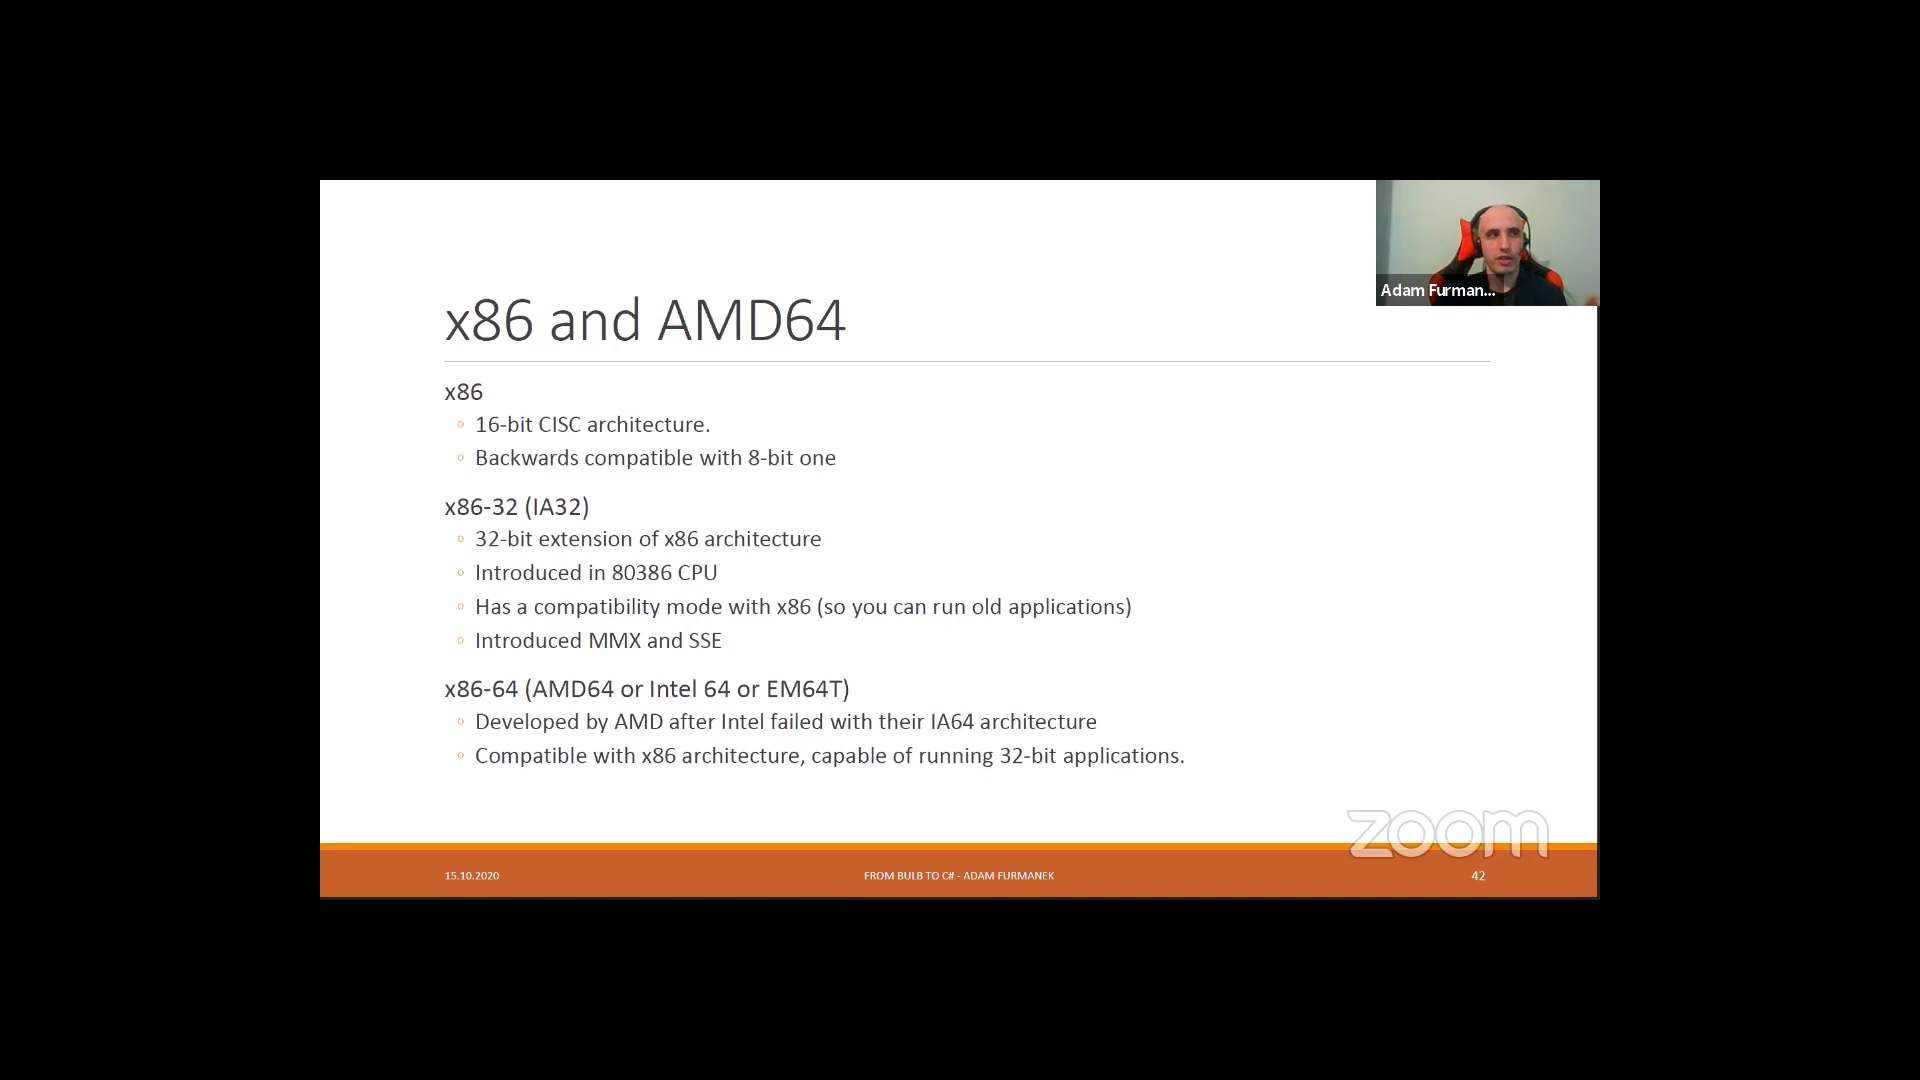 Adam Furman...
x86 and AMD64
x86
◦ 16-bit CISC architecture.
◦ Backwards compatible with 8-bit one
x86-32 (IA32)
◦ 32-bit extension of x86 architecture
◦ Introduced in 80386 CPU
◦ Has a compatibility mode with x86 (so you can run old applications)
◦ Introduced MMX and SSE
x86-64 (AMD64 or Intel 64 or EM64T)
◦ Developed by AMD after Intel failed with their IA64 architecture
◦ Compatible with x86 architecture, capable of running 32-bit applications.
zoom
15.10.2020
FROM BULB TO C# - ADAM FURMANEK
42